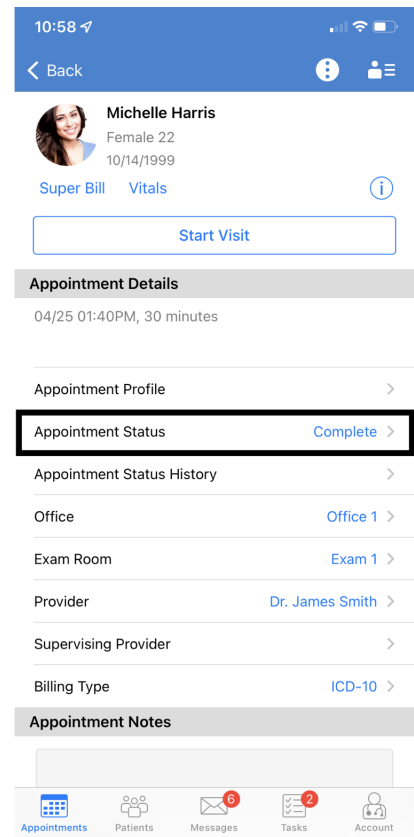 10:58
Back
Michelle Harris
Female 22
10/14/1999
Super Bill Vitals i
Start Visit
Appointment Details
04/25 01:40PM, 30 minutes
Appointment Profile
Appointment Status Complete
Appointment Status History
Office Office 1
Exam Room Exam 1
Provider Dr. James Smith
Supervising Provider
Billing Type ICD-10
Appointment Notes
6 2
Appointments Patients Messages Tasks Account